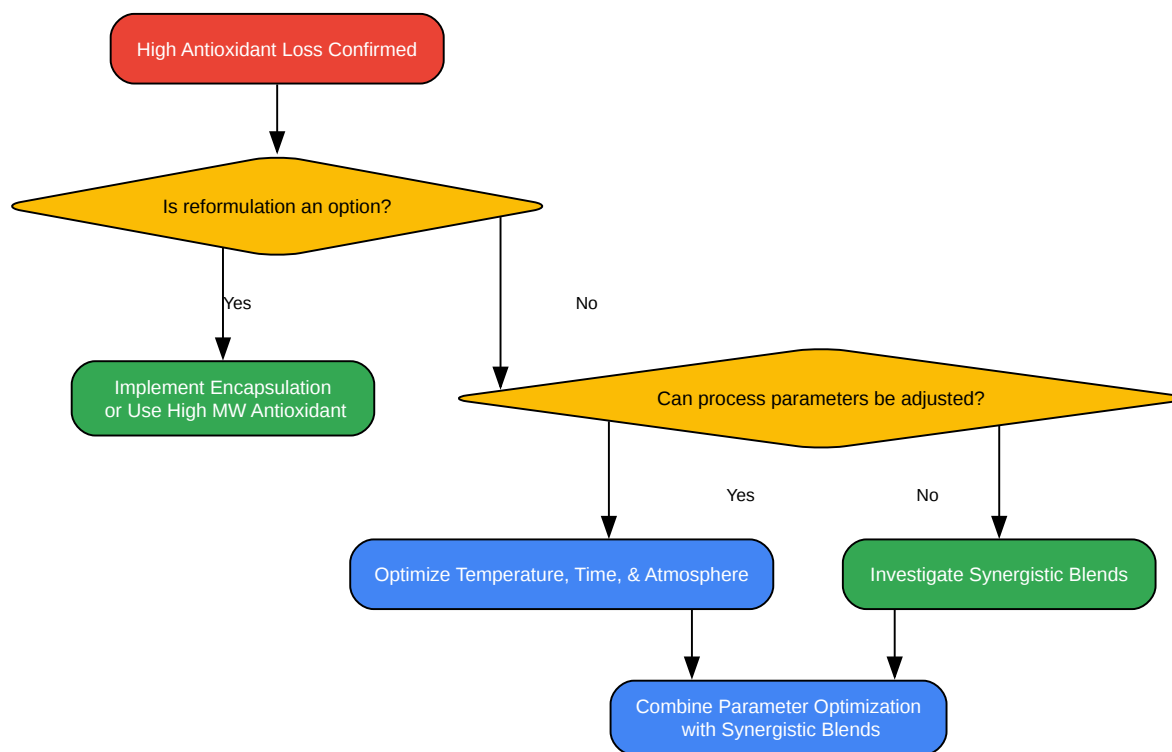 High Antioxidant Loss Confirmed
Is reformulation an option?
Yes
No
Implement Encapsulation
or Use High MW Antioxidant
Can process parameters be adjusted?
Yes
No
Optimize Temperature, Time, & Atmosphere
Investigate Synergistic Blends
Combine Parameter Optimization
with Synergistic Blends